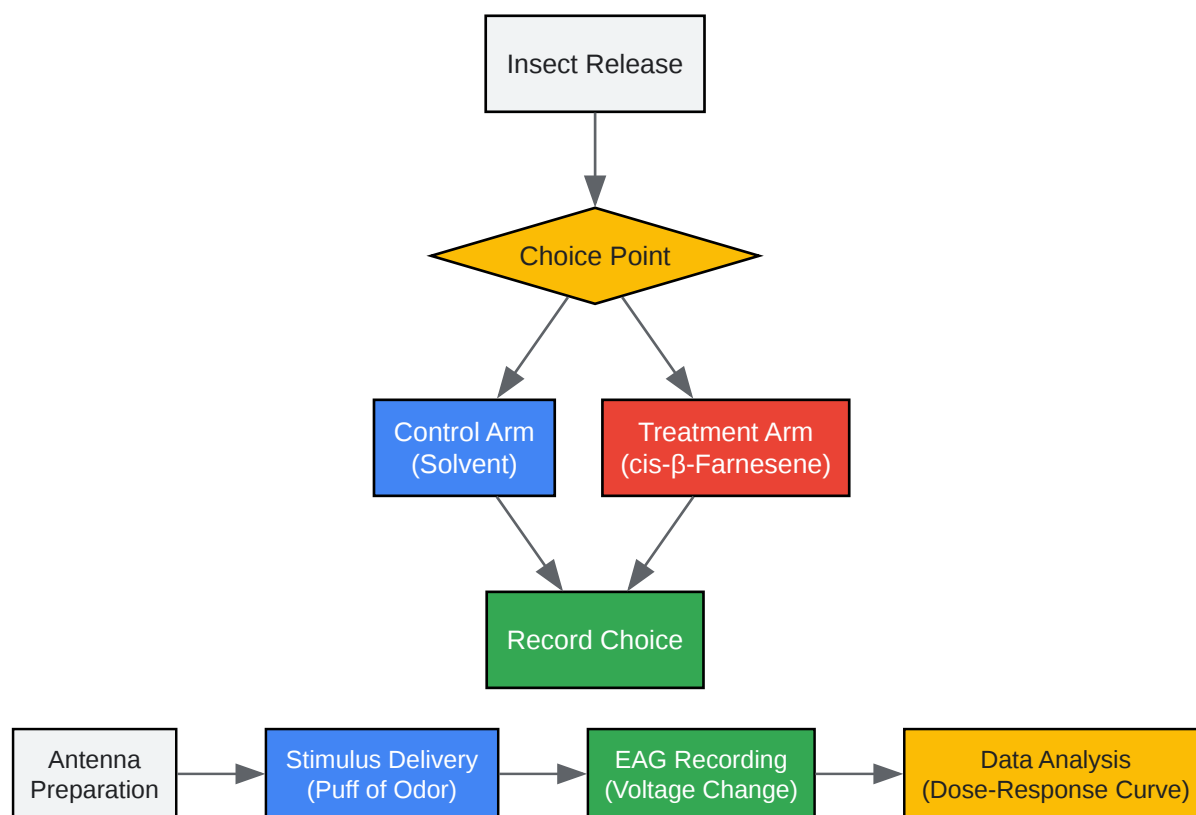 Insect Release
Choice Point
Control Arm
(Solvent)
Treatment Arm
(cis-β-Farnesene)
Record Choice
Antenna
Preparation
Stimulus Delivery
(Puff of Odor)
EAG Recording
(Voltage Change)
Data Analysis
(Dose-Response Curve)